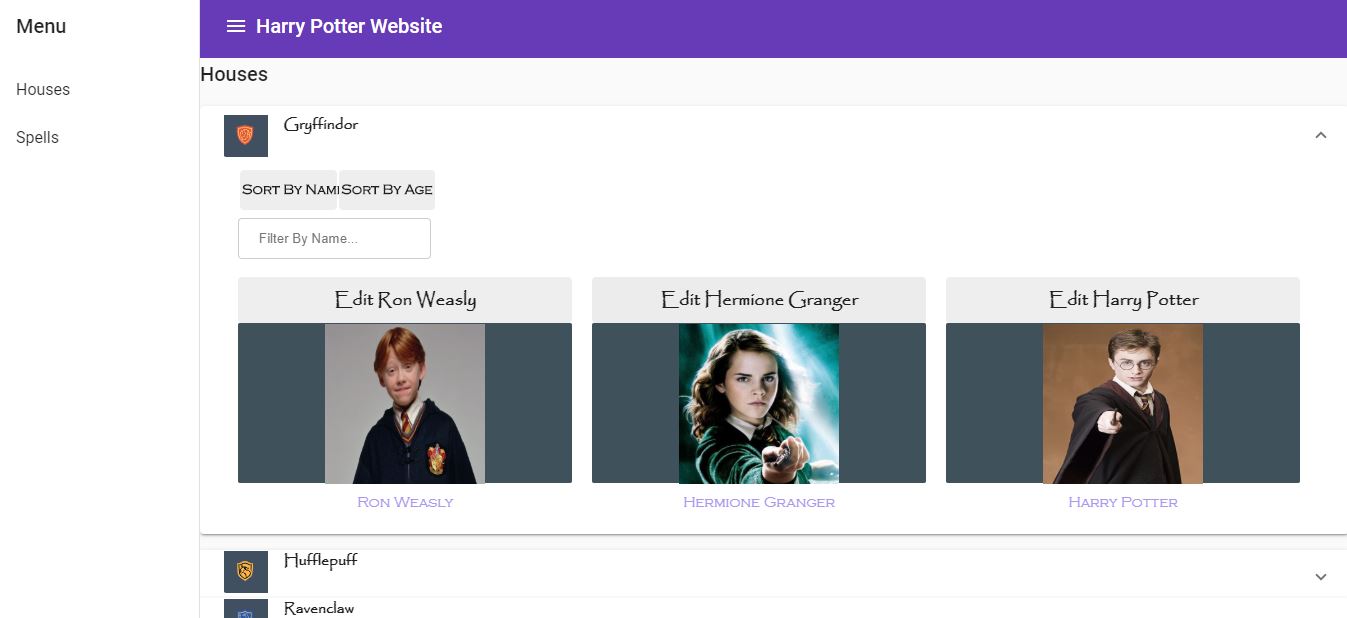 Menu
Harry Potter Website
Houses
Spells
Houses
Gryffindor
Sort By Name Sort By Age
Filter By Name...
Edit Ron Weasly Edit Hermione Granger Edit Harry Potter
Ron Weasly Hermione Granger Harry Potter
Hufflepuff
Ravenclaw